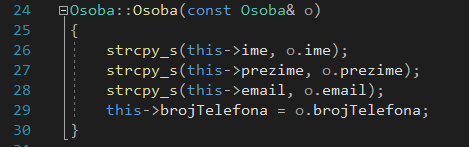 24 Osoba::Osoba(const Osoba& o)
25 {
26 strcpy_s(this->ime, o.ime);
27 strcpy_s(this->prezime, o.prezime);
28 strcpy_s(this->email, o.email);
29 this->brojTelefona = o.brojTelefona;
30 }